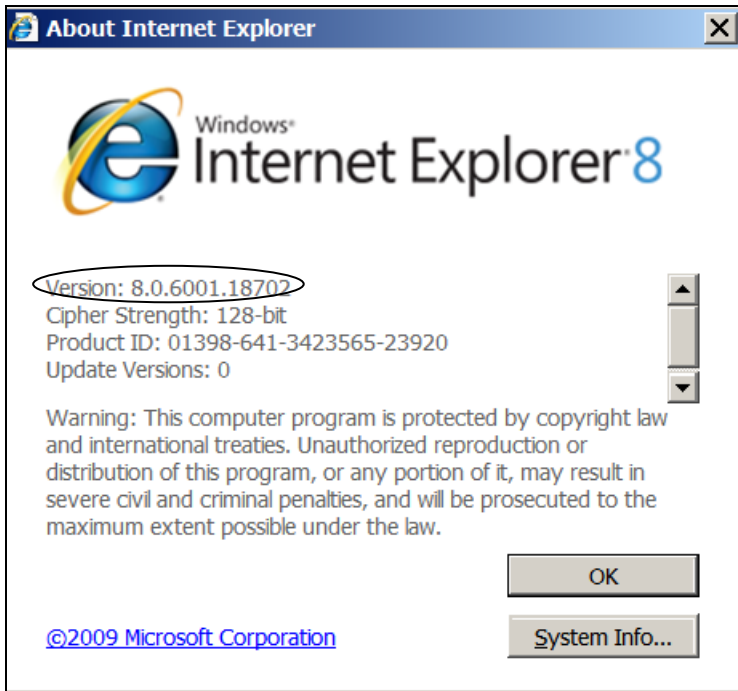 About Internet Explorer
Windows
Internet Explorer 8
Version: 8.0.6001.18702
Cipher Strength: 128-bit
Product ID: 01398-641-3423565-23920
Update Versions: 0
Warning: This computer program is protected by copyright law
and international treaties. Unauthorized reproduction or
distribution of this program, or any portion of it, may result in
severe civil and criminal penalties, and will be prosecuted to the
maximum extent possible under the law.
OK
©2009 Microsoft Corporation
System Info...